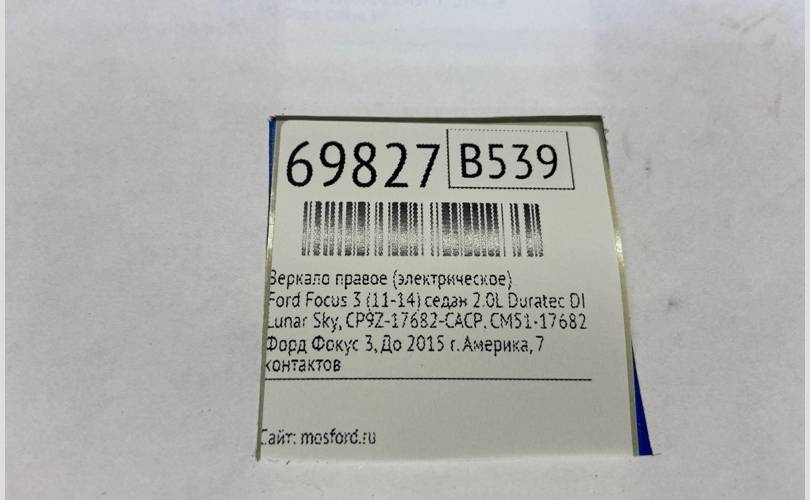 69827 B539
Зеркало правое (электрическое)
Ford Focus 3 (11-14) седан 2.0L Duratec DI
Lunar Sky, CP9Z-17682-CACP. CM51-17682
Форд Фокус 3, До 2015 г. Америка, 7
контактов
Сайт: mosford.ru